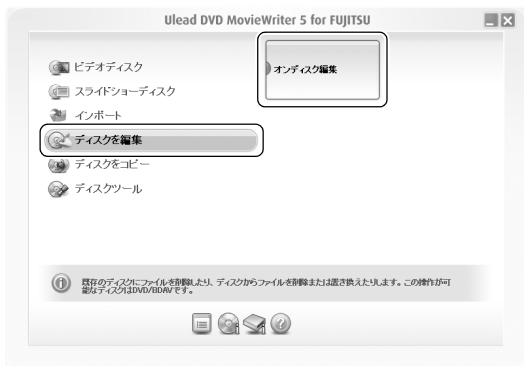 Ulead DVD MovieWriter 5 for FUJITSU
ビデオディスク
オンディスク編集
スライドショーディスク
インポート
ディスクを編集
ディスクをコピー
ディスクツール
既存のディスクにファイルを削除したり、ディスクからファイルを削除または置き換えたりします。この操作が可
能なディスクはDVD/BDAVです。